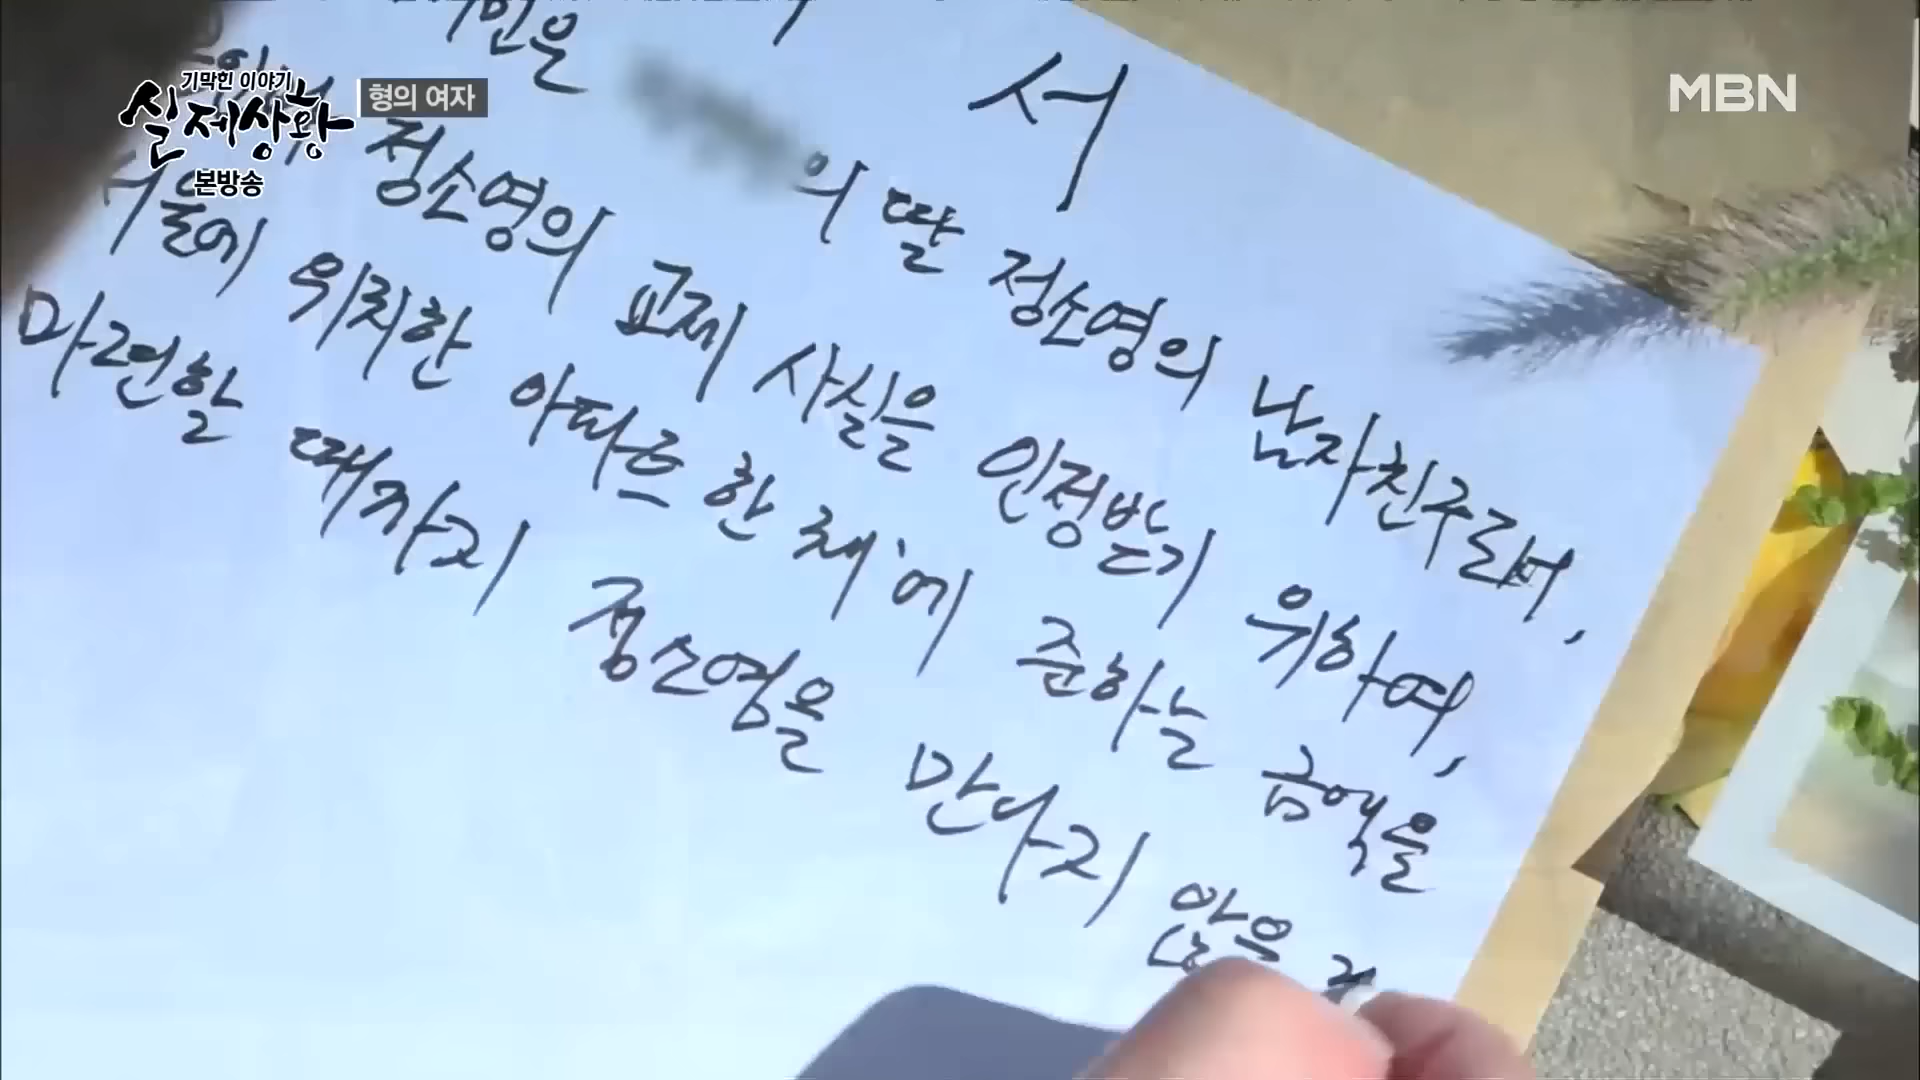 기막힌 이야기
실제상황
본방송
형의 여자
MBN
서
의 딸 정소영의 남자친구로써,
정소영의 교제 사실을 인정받기 위하여,
서울에 위치한 아파트 한 채에 준하는 금액을
마련할 때까지 정소영을 만나지 않을